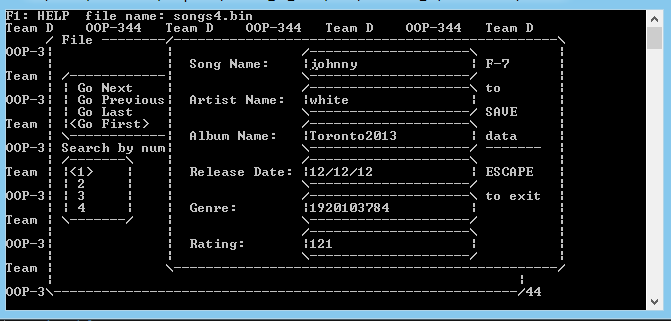 F1: HELP  file name: songs4.bin
Team D    OOP-344    Team D    OOP-344    Team D    OOP-344    Team D
File
OOP-3 Song Name: johnny F-7
Team Go Next to
OOP-3 Go Previous Artist Name: white SAVE
Go Last
Team <Go First> Album Name: Toronto2013 data
OOP-3 Search by num
Team <1> Release Date: 12/12/12 ESCAPE
2
OOP-3 3 Genre: 1920103784 to exit
Team 4
OOP-3 Rating: 121
Team
OOP-3 44